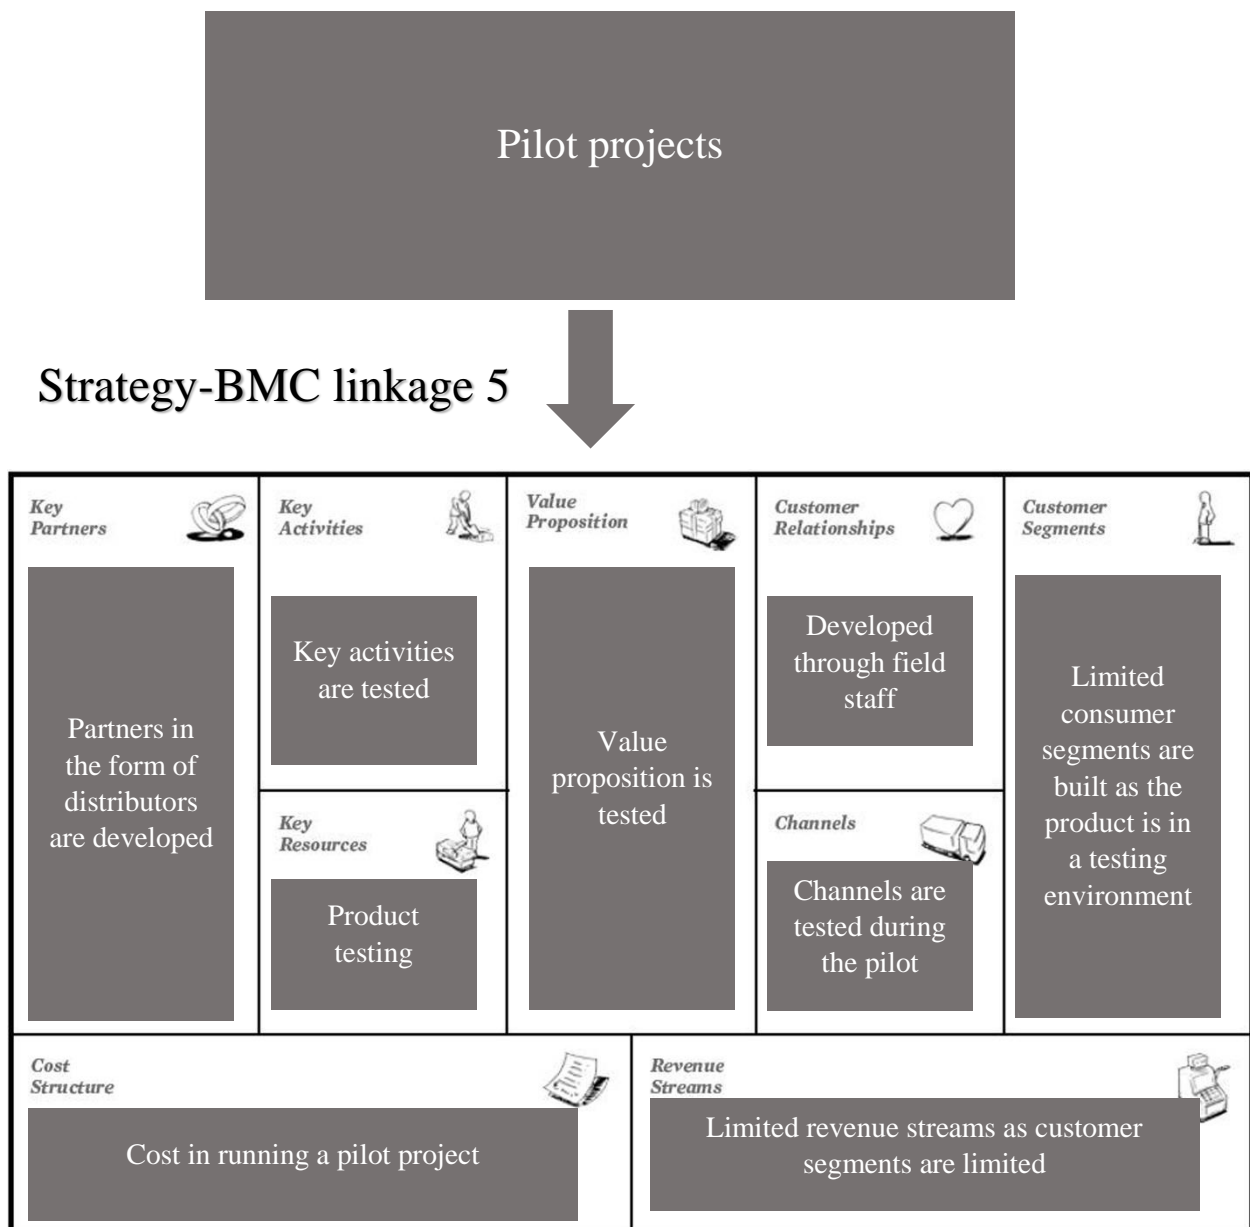 Pilot projects
Strategy-BMC linkage 5
Key
Partners
Partners in
the form of
distributors
are developed
Key
Activities
Key activities
are tested
Key
Resources
Product
testing
Value
Proposition
Value
proposition is
tested
Customer
Relationships
Developed
through field
staff
Channels
Channels are
tested during
the pilot
Customer
Segments
Limited
consumer
segments are
built as the
product is in
a testing
environment
Cost
Structure
Cost in running a pilot project
Revenue
Streams
Limited revenue streams as customer
segments are limited